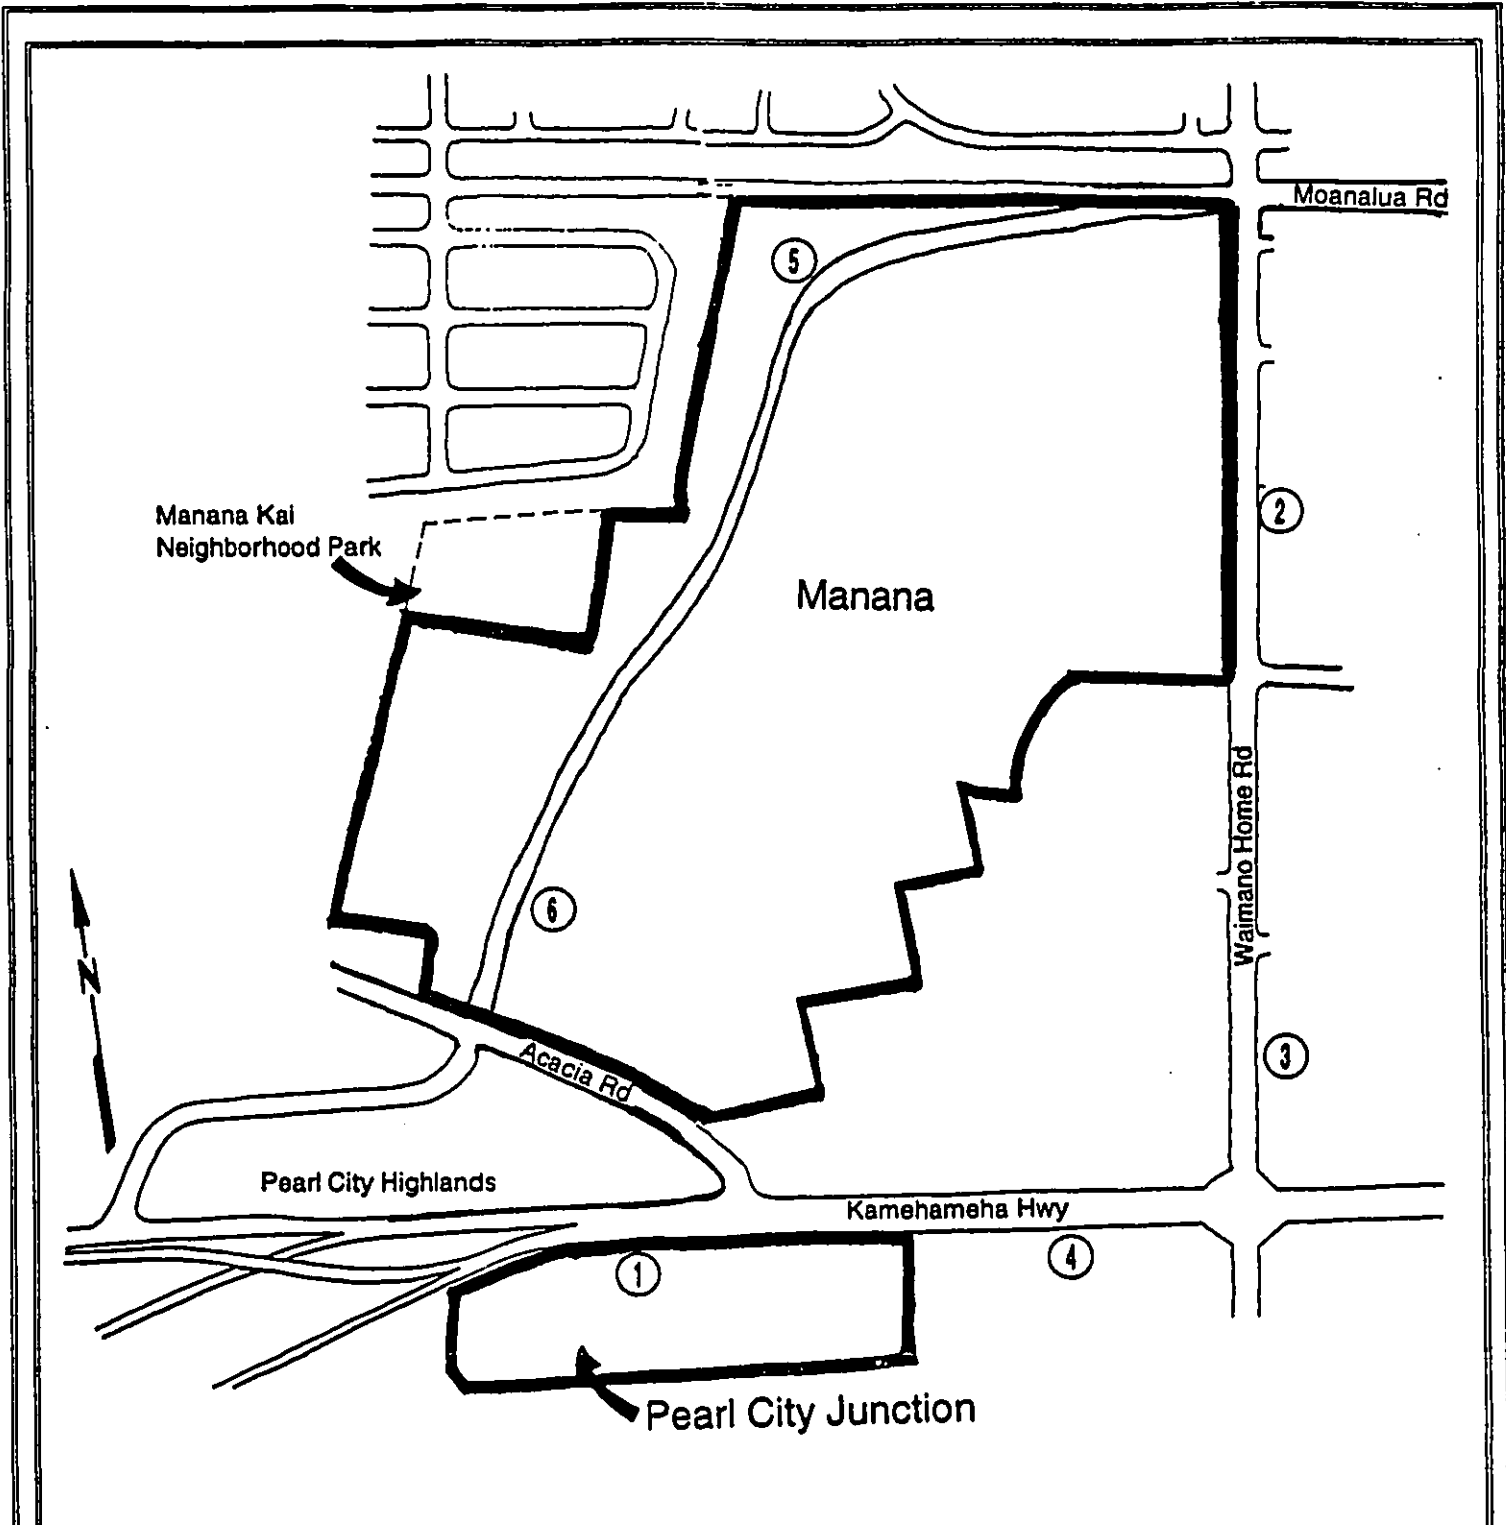 Moanalua Rd
5
2
Manana Kai
Neighborhood Park
Manana
Waimano Home Rd
6
N
3
Acacia Rd
Pearl City Highlands
Kamehameha Hwy
4
1
Pearl City Junction